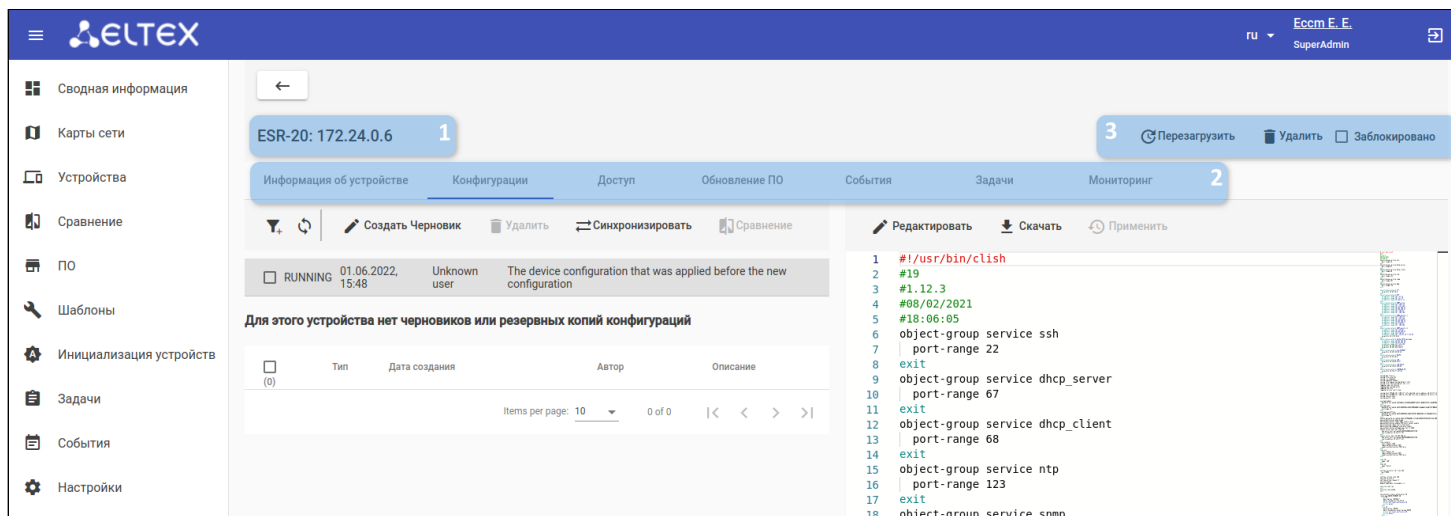 ELTEX
ru
Eccm E. E.
SuperAdmin
Сводная информация
Карты сети
Устройства
Сравнение
ПО
Шаблоны
Инициализация устройств
Задачи
События
Настройки
ESR-20: 172.24.0.6 1
3 Перезагрузить Удалить Заблокировано
Информация об устройстве Конфигурации Доступ Обновление ПО События Задачи Мониторинг 2
Создать Черновик Удалить Синхронизировать Сравнение
RUNNING 01.06.2022, 15:48 Unknown user The device configuration that was applied before the new configuration
Для этого устройства нет черновиков или резервных копий конфигураций
(0) Тип Дата создания Автор Описание
Items per page: 10 0 of 0
Редактировать Скачать Применить
1 #!/usr/bin/clish
2 #19
3 #1.12.3
4 #08/02/2021
5 #18:06:05
6 object-group service ssh
7 port-range 22
8 exit
9 object-group service dhcp_server
10 port-range 67
11 exit
12 object-group service dhcp_client
13 port-range 68
14 exit
15 object-group service ntp
16 port-range 123
17 exit
18 object-group service snmp